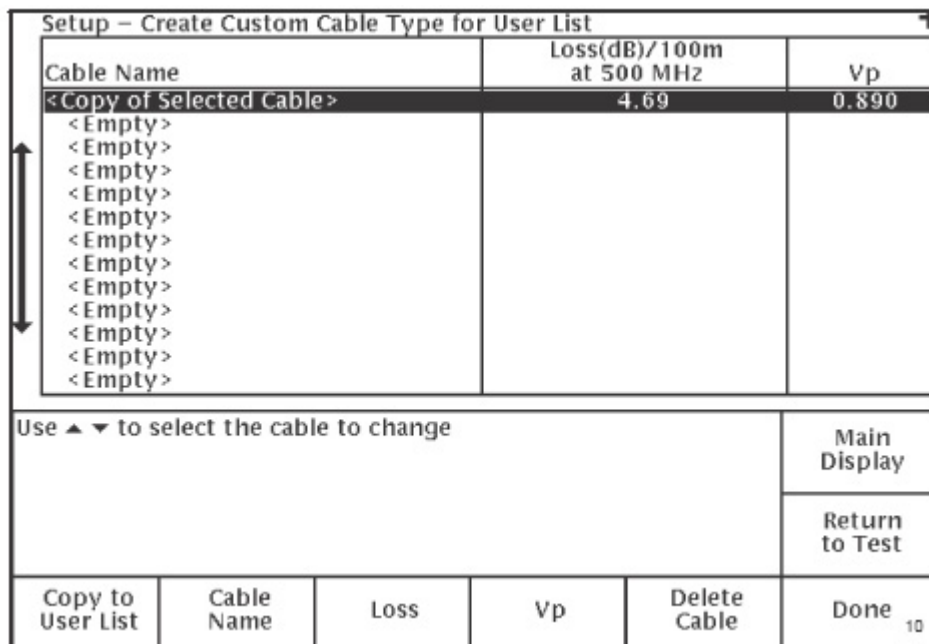 Setup – Create Custom Cable Type for User List
Loss(dB)/100m
Cable Name at 500 MHz Vp
<Copy of Selected Cable> 4.69 0.890
<Empty>
<Empty>
<Empty>
<Empty>
<Empty>
<Empty>
<Empty>
<Empty>
<Empty>
<Empty>
<Empty>
<Empty>
Use ▲ ▼ to select the cable to change
Main
Display
Return
to Test
Copy to
User List
Cable
Name
Loss
Vp
Delete
Cable
Done
10